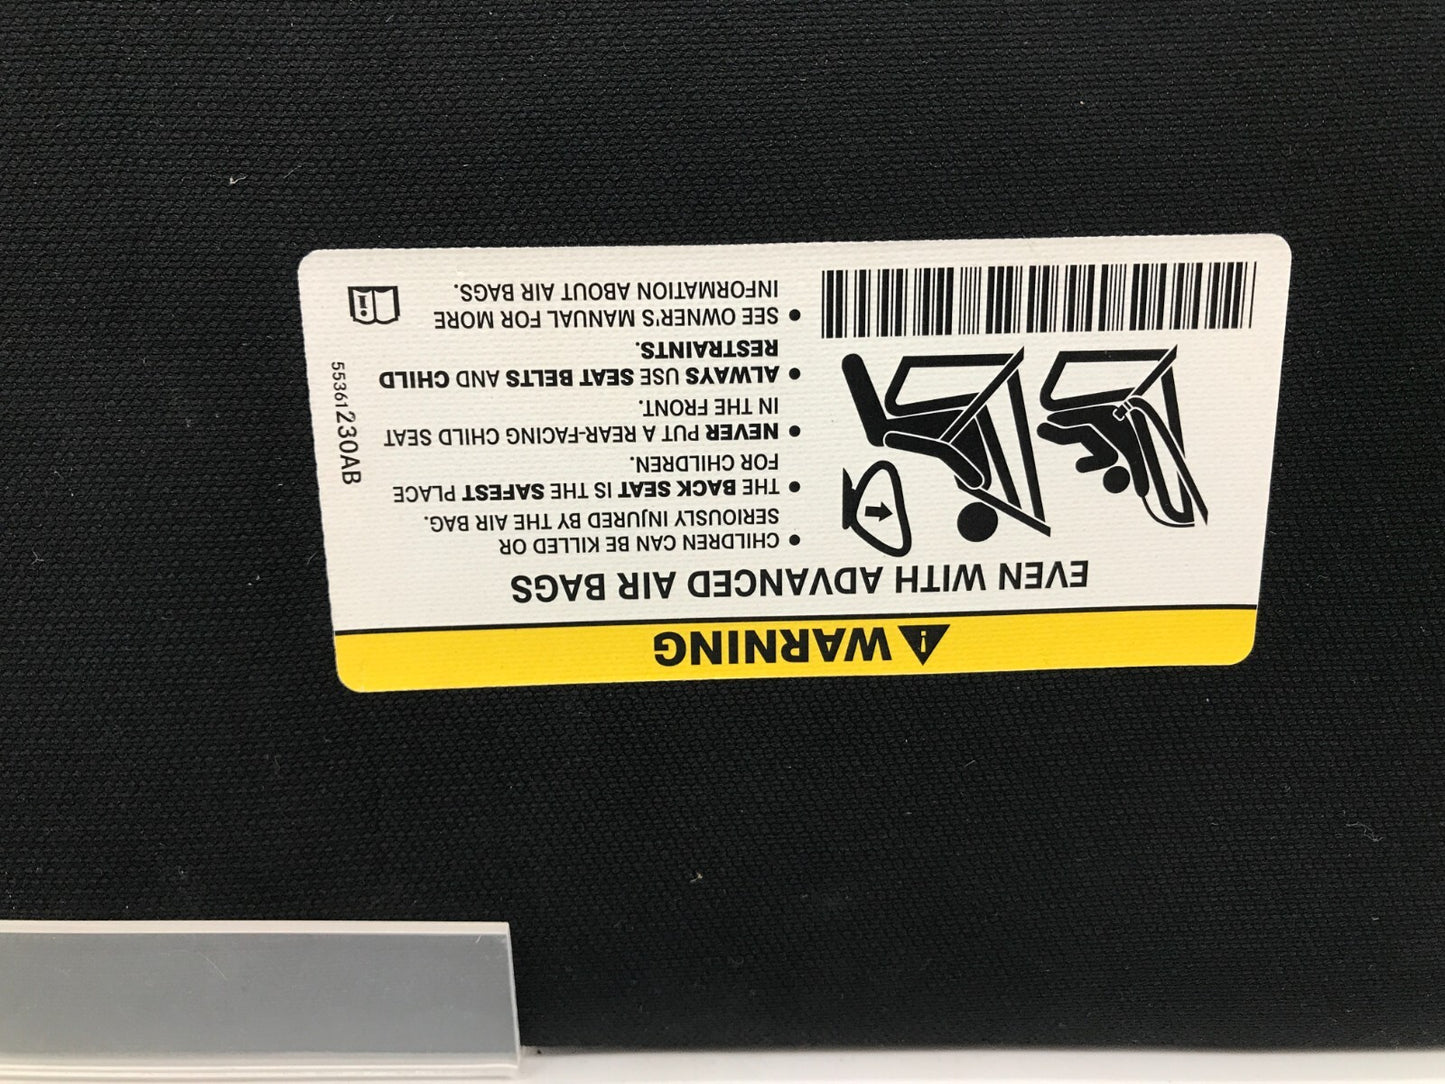 WARNING
EVEN WITH ADVANCED AIR BAGS
• CHILDREN CAN BE KILLED OR
SERIOUSLY INJURED BY THE AIR BAG.
• THE BACK SEAT IS THE SAFEST PLACE
FOR CHILDREN.
• NEVER PUT A REAR-FACING CHILD SEAT
IN THE FRONT.
• ALWAYS USE SEAT BELTS AND CHILD
RESTRAINTS.
• SEE OWNER'S MANUAL FOR MORE
INFORMATION ABOUT AIR BAGS.
55361230AB